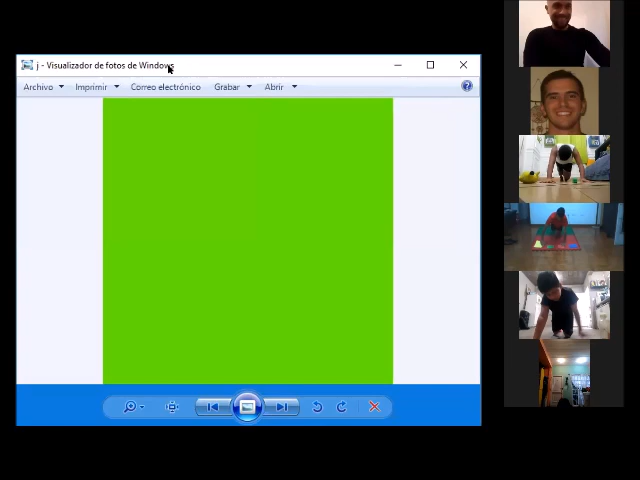 j - Visualizador de fotos de Windows
Archivo Imprimir Correo electrónico Grabar Abrir